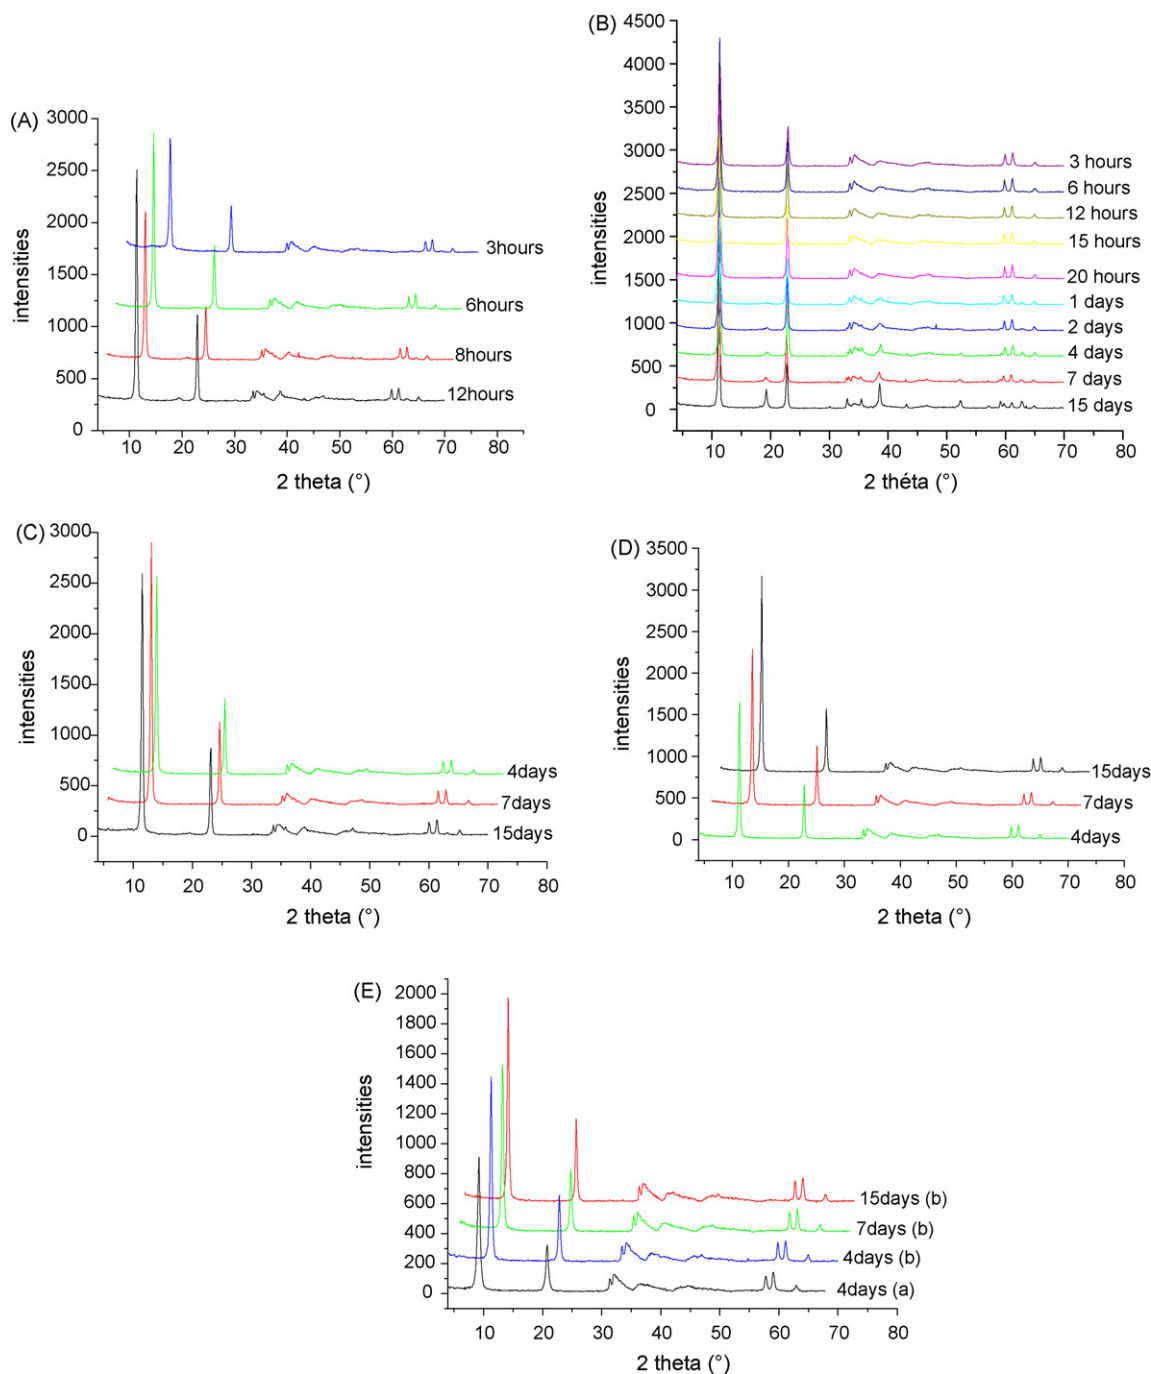 (A)
3000
2500
2000
1500
1000
500
0
intensities
3hours
6hours
8hours
12hours
10 20 30 40 50 60 70 80
2 theta (°)
(B)
4500
4000
3500
3000
2500
2000
1500
1000
500
0
intensities
3 hours
6 hours
12 hours
15 hours
20 hours
1 days
2 days
4 days
7 days
15 days
10 20 30 40 50 60 70 80
2 théta (°)
(C)
3000
2500
2000
1500
1000
500
0
intensities
4days
7days
15days
10 20 30 40 50 60 70 80
2 theta (°)
(D)
3500
3000
2500
2000
1500
1000
500
0
intensities
15days
7days
4days
10 20 30 40 50 60 70 80
2 theta (°)
(E)
2000
1800
1600
1400
1200
1000
800
600
400
200
0
intensities
15days (b)
7days (b)
4days (b)
4days (a)
10 20 30 40 50 60 70 80
2 theta (°)